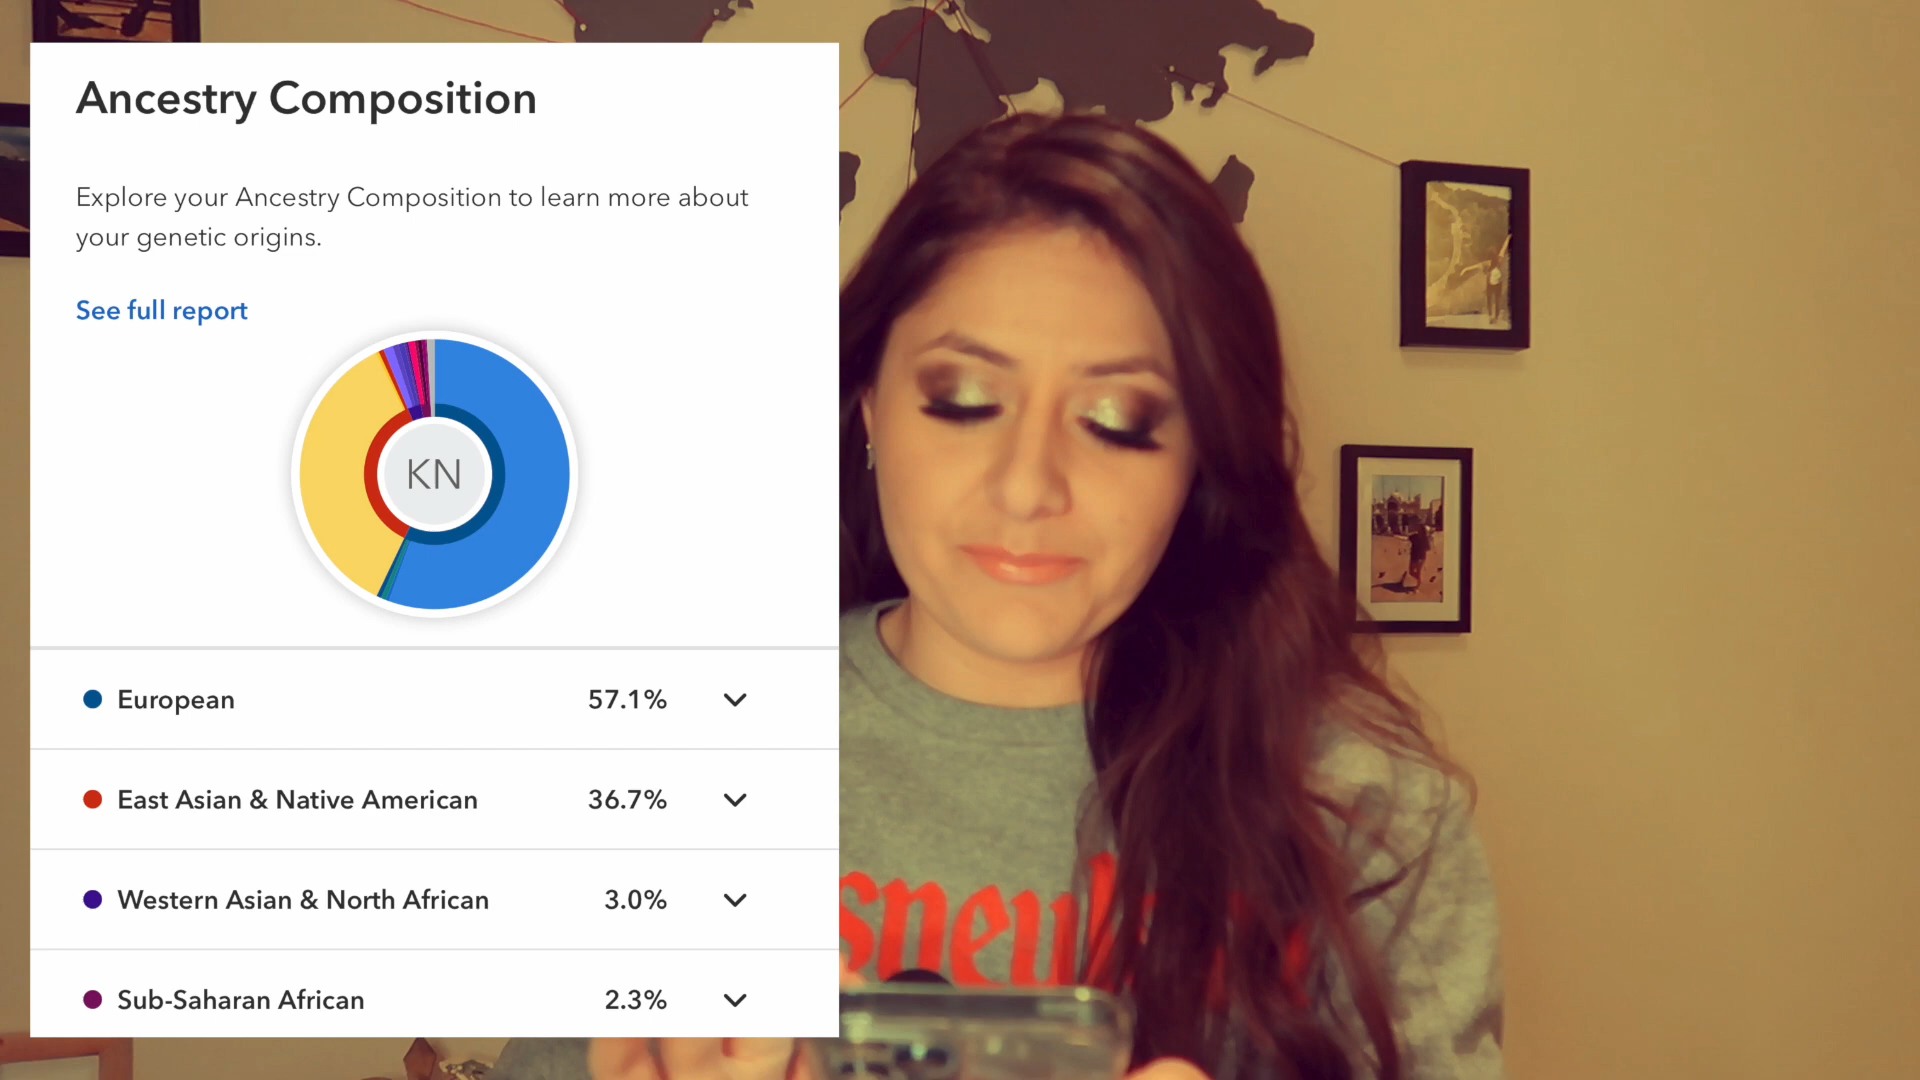 Ancestry Composition
Explore your Ancestry Composition to learn more about
your genetic origins.
See full report
KN
European 57.1%
East Asian & Native American 36.7%
Western Asian & North African 3.0%
Sub-Saharan African 2.3%